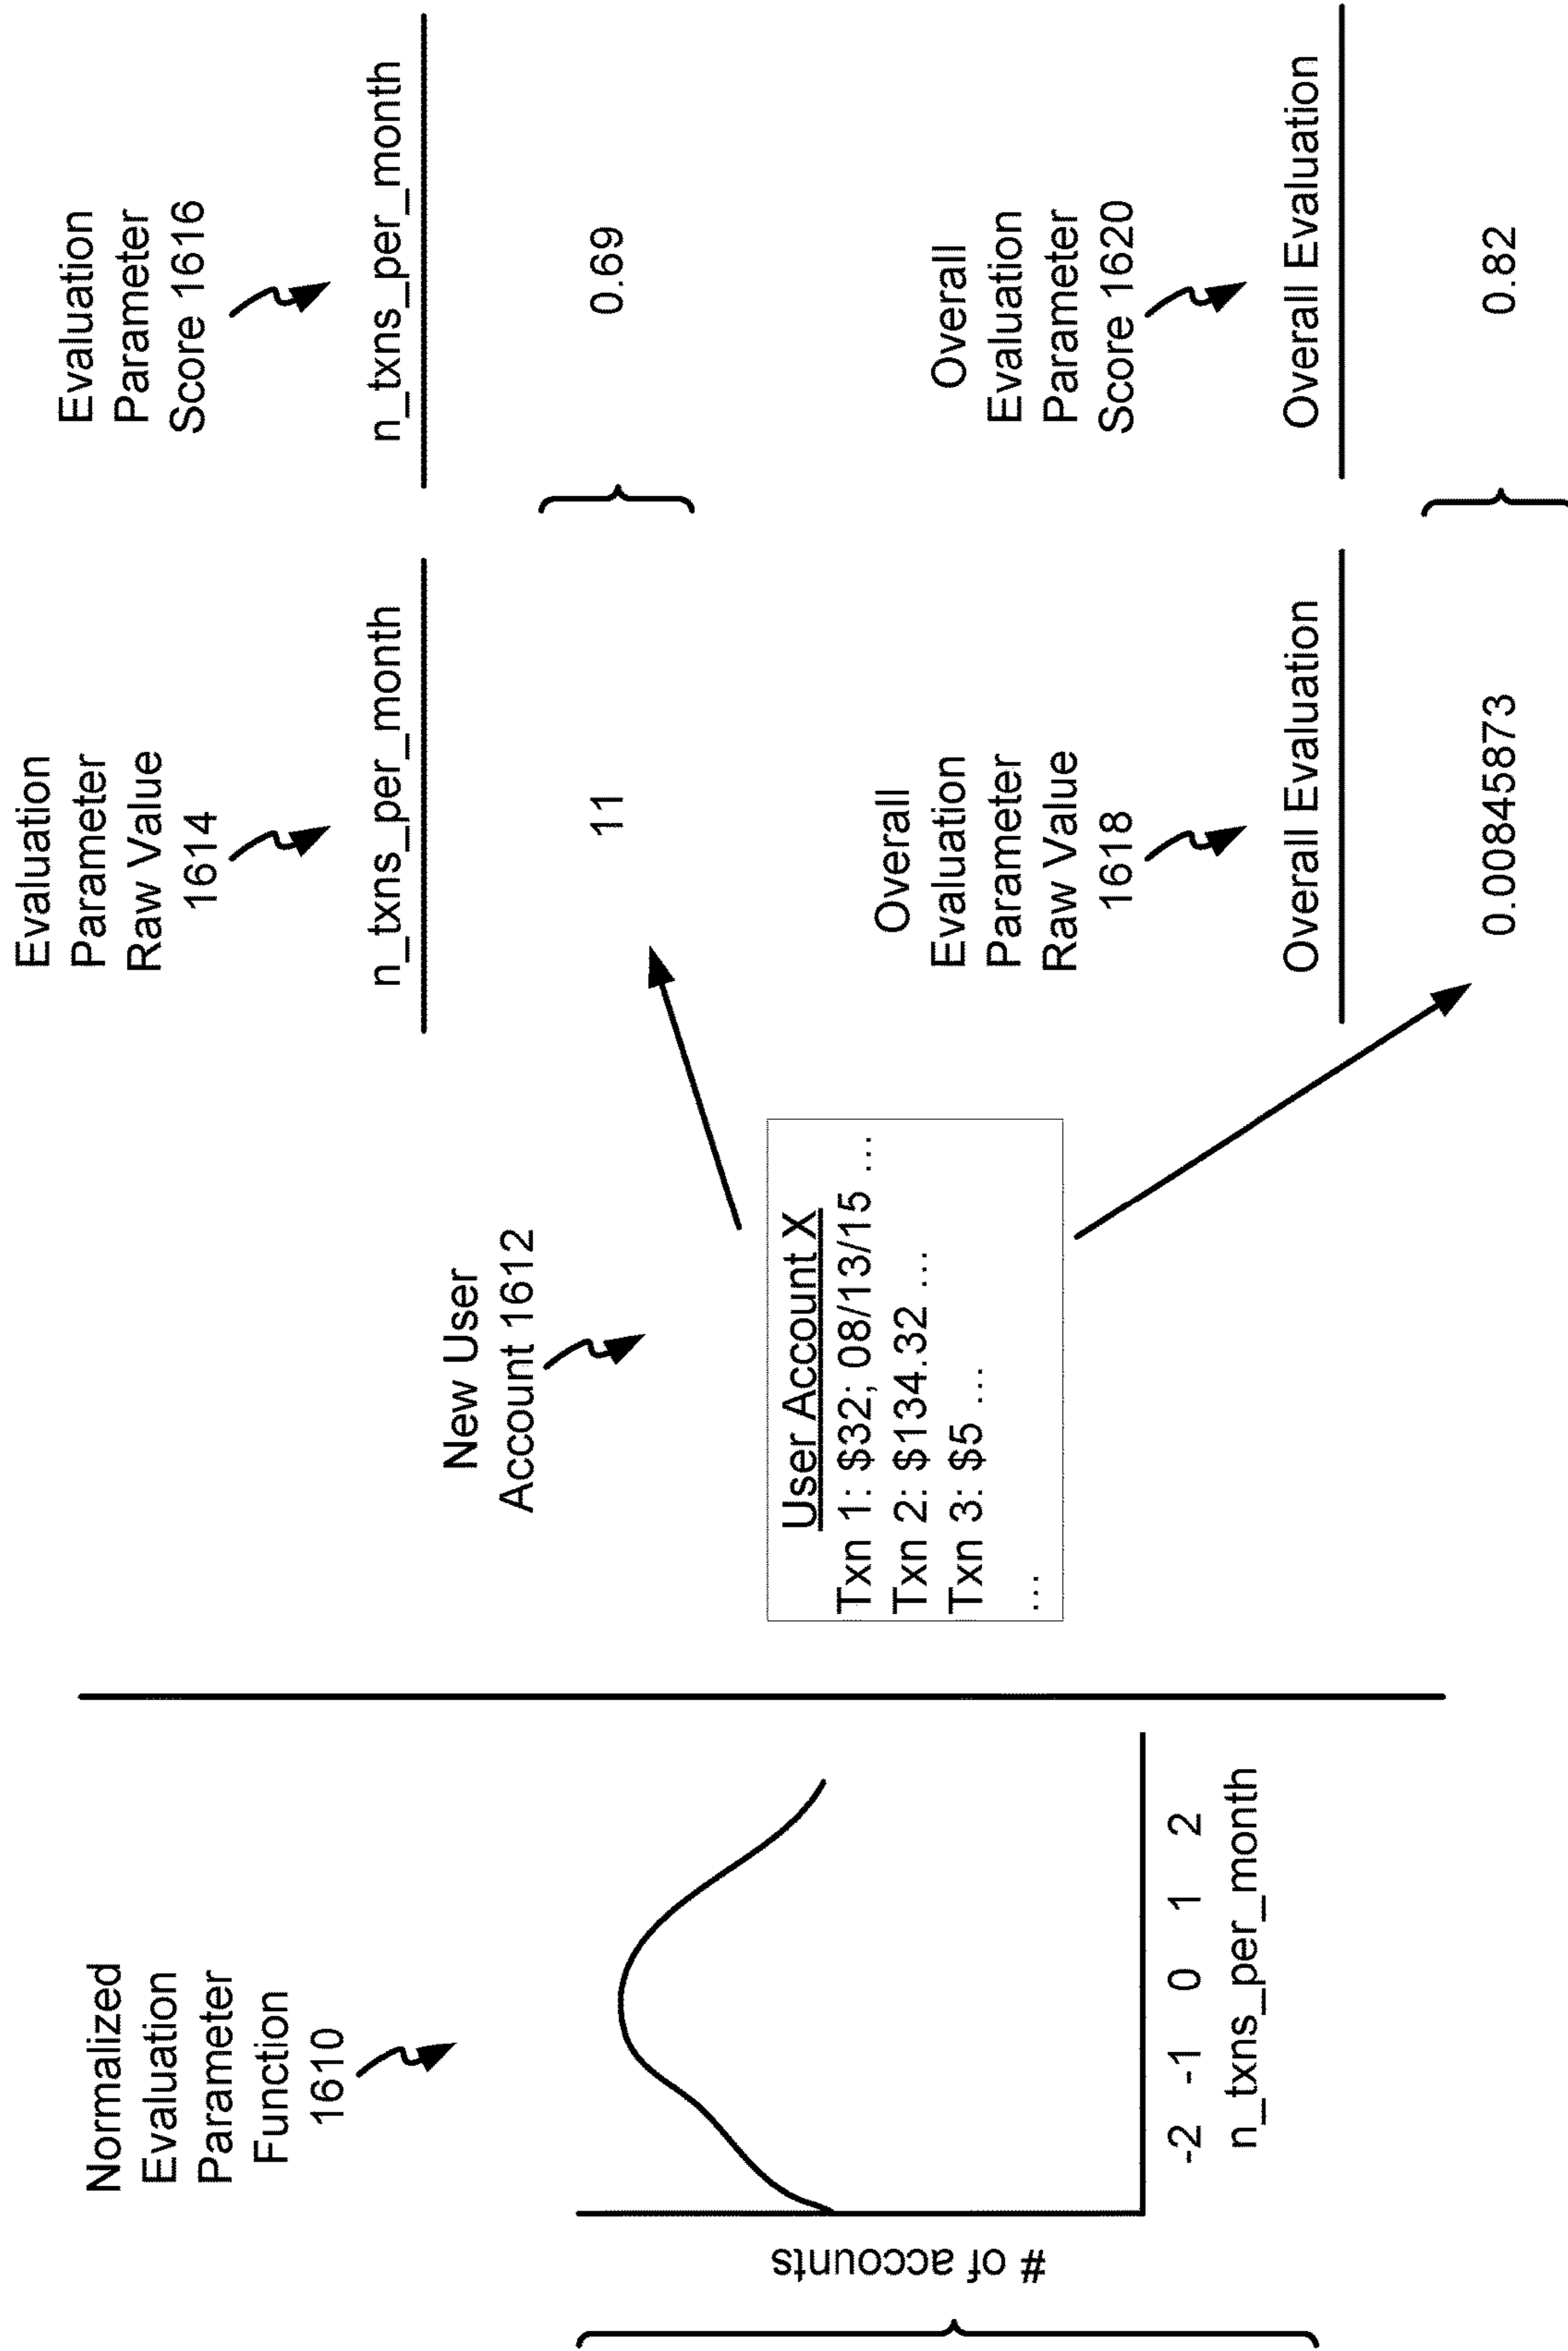 Normalized
Evaluation
Parameter
Function
1610
# of accounts
-2 -1 0 1 2
n_txns_per_month
New User
Account 1612
User Account X
Txn 1: $32; 08/13/15 ...
Txn 2: $134.32 ...
Txn 3: $5 ...
...
Evaluation
Parameter
Raw Value
1614
n_txns_per_month
11
Evaluation
Parameter
Score 1616
n_txns_per_month
0.69
Overall
Evaluation
Parameter
Raw Value
1618
Overall Evaluation
0.00845873
Overall
Evaluation
Parameter
Score 1620
Overall Evaluation
0.82